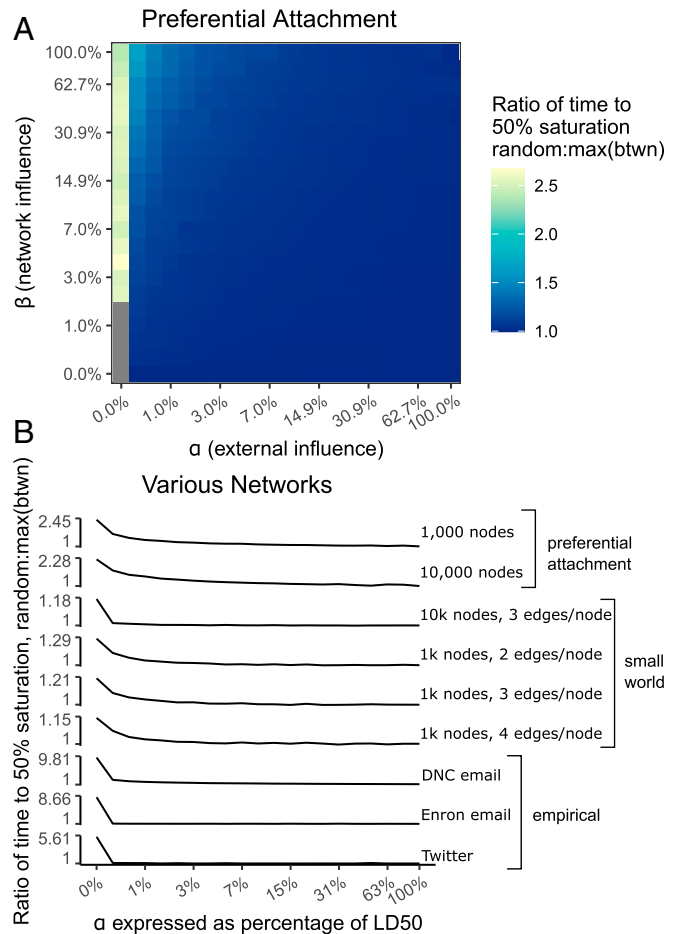 A
Preferential Attachment
β (network influence)
100.0%
62.7%
30.9%
14.9%
7.0%
3.0%
1.0%
0.0%
0.0%
1.0%
3.0%
7.0%
14.9%
30.9%
62.7%
100.0%
ɑ (external influence)
Ratio of time to
50% saturation
random:max(btwn)
2.5
2.0
1.5
1.0
B
Various Networks
Ratio of time to 50% saturation, random:max(btwn)
2.45
1
1,000 nodes
2.28
1
10,000 nodes
preferential
attachment
1.18
1
10k nodes, 3 edges/node
1.29
1
1k nodes, 2 edges/node
1.21
1
1k nodes, 3 edges/node
1.15
1
1k nodes, 4 edges/node
small
world
9.81
1
DNC email
8.66
1
Enron email
5.61
1
Twitter
empirical
0%
1%
3%
7%
15%
31%
63%
100%
ɑ expressed as percentage of LD50